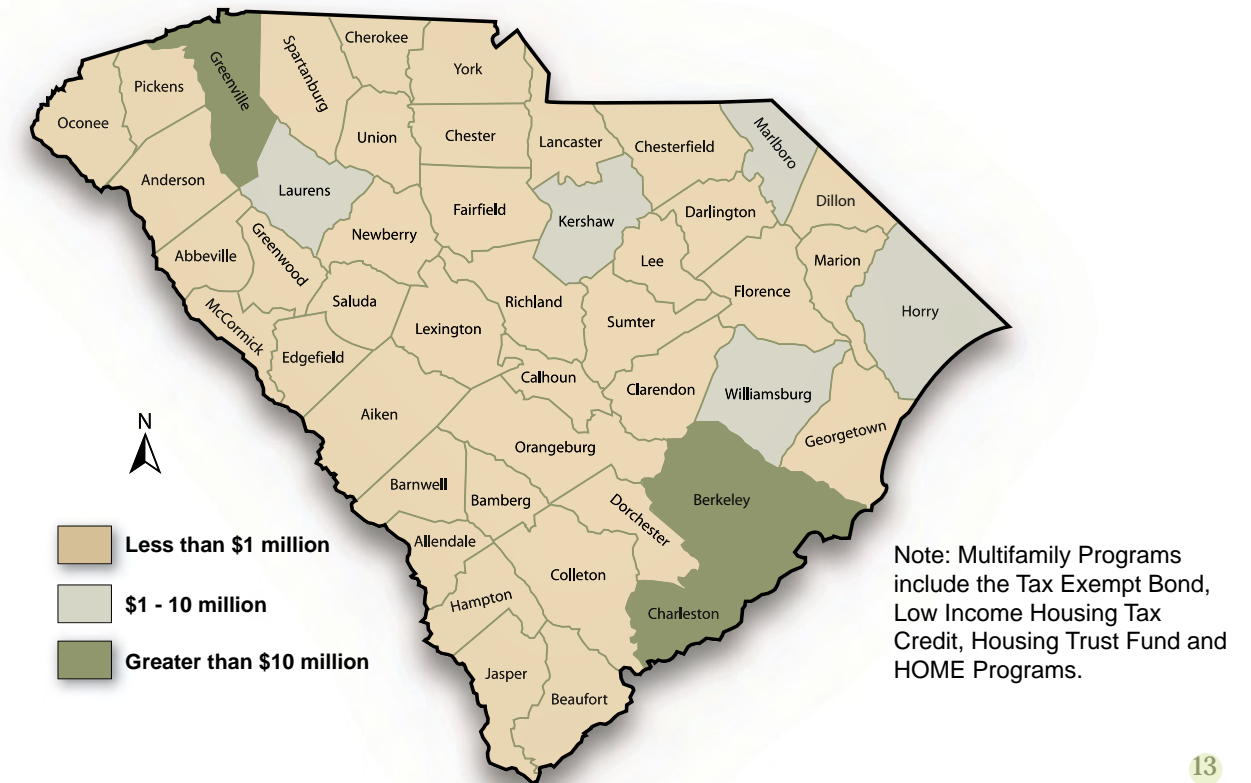 Cherokee
Spartanburg
York
Greenville
Pickens
Oconee
Union
Chester
Lancaster
Chesterfield
Marlboro
Anderson
Laurens
Dillon
Fairfield
Kershaw
Darlington
Newberry
Greenwood
Abbeville
Lee
Marion
Florence
Saluda
Richland
Horry
McCormick
Lexington
Sumter
Edgefield
Calhoun
Clarendon
Williamsburg
Aiken
Georgetown
Orangeburg
Barnwell
Bamberg
Berkeley
Dorchester
Allendale
Colleton
Hampton
Charleston
Jasper
Beaufort
N
Less than $1 million
$1 - 10 million
Greater than $10 million
Note: Multifamily Programs
include the Tax Exempt Bond,
Low Income Housing Tax
Credit, Housing Trust Fund and
HOME Programs.
13